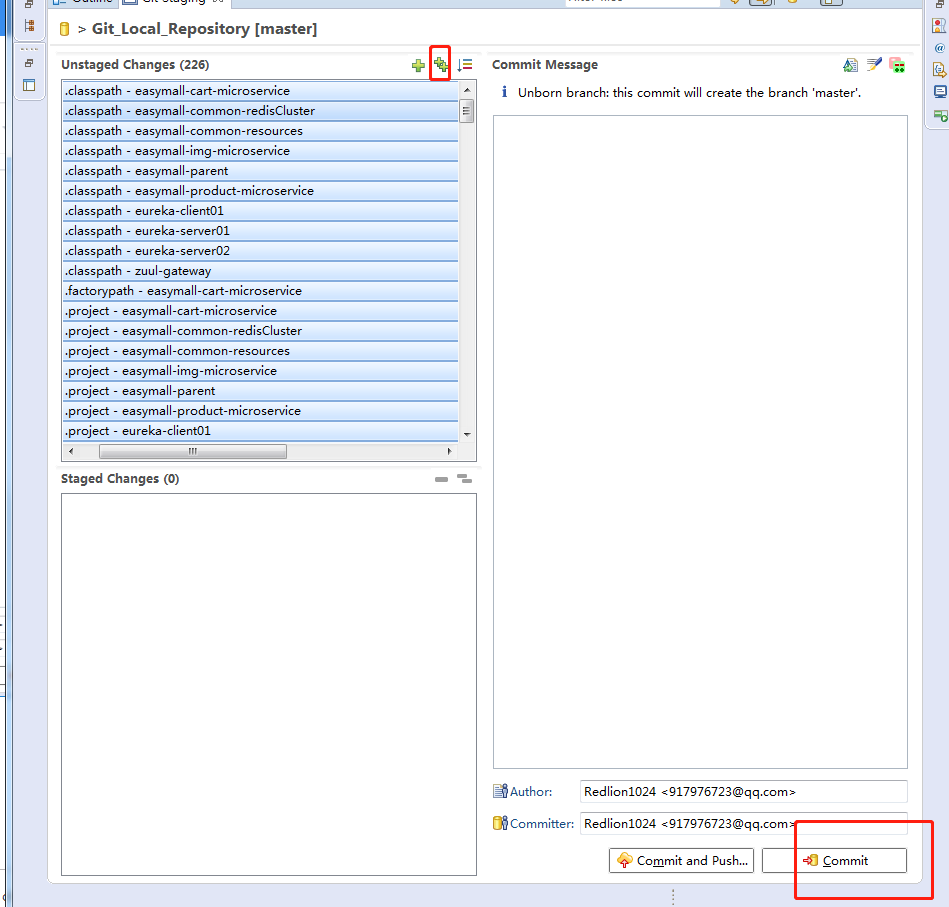 Git_Local_Repository [master]
Unstaged Changes (226)
.classpath - easymall-cart-microservice
.classpath - easymall-common-redisCluster
.classpath - easymall-common-resources
.classpath - easymall-img-microservice
.classpath - easymall-parent
.classpath - easymall-product-microservice
.classpath - eureka-client01
.classpath - eureka-server01
.classpath - eureka-server02
.classpath - zuul-gateway
.factorypath - easymall-cart-microservice
.project - easymall-cart-microservice
.project - easymall-common-redisCluster
.project - easymall-common-resources
.project - easymall-img-microservice
.project - easymall-parent
.project - easymall-product-microservice
.project - eureka-client01
Staged Changes (0)
Commit Message
Unborn branch: this commit will create the branch 'master'.
Author: Redlion1024 <917976723@qq.com>
Committer: Redlion1024 <917976723@qq.com>
Commit and Push...
Commit